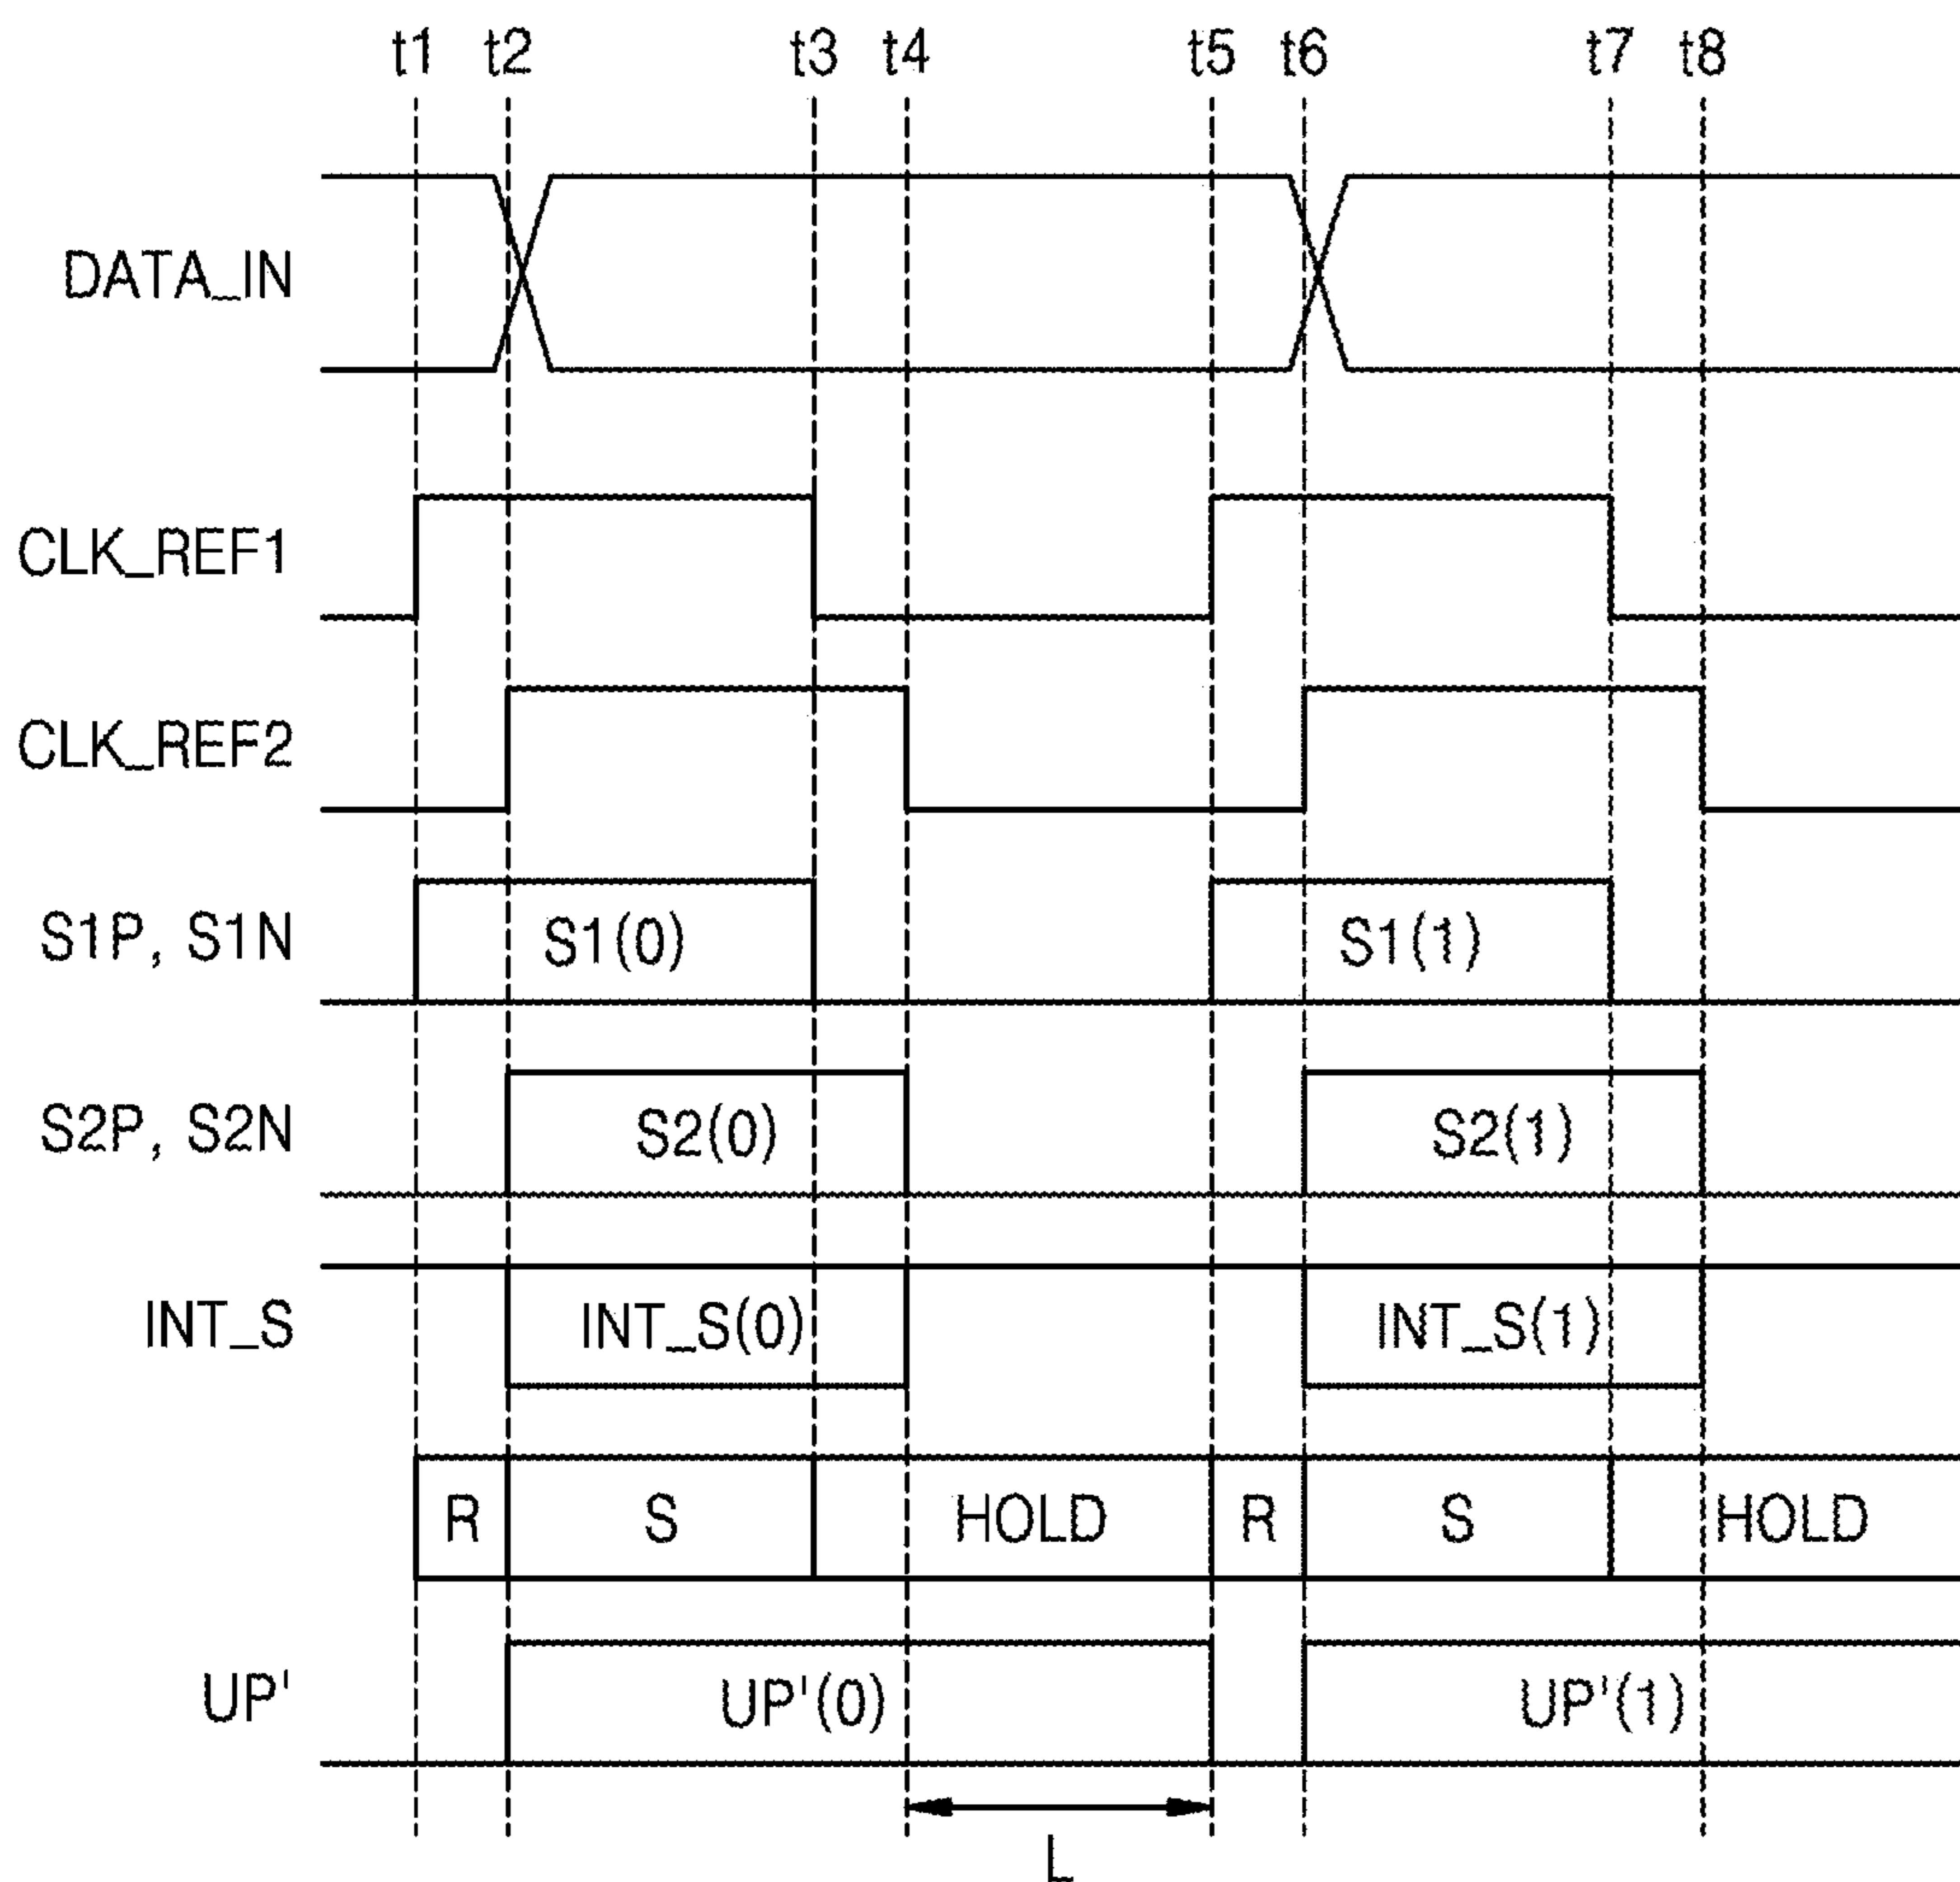 t1 t2 t3 t4 t5 t6 t7 t8
DATA_IN
CLK_REF1
CLK_REF2
S1P, S1N S1(0) S1(1)
S2P, S2N S2(0) S2(1)
INT_S INT_S(0) INT_S(1)
R S HOLD R S HOLD
UP' UP'(0) UP'(1)
L